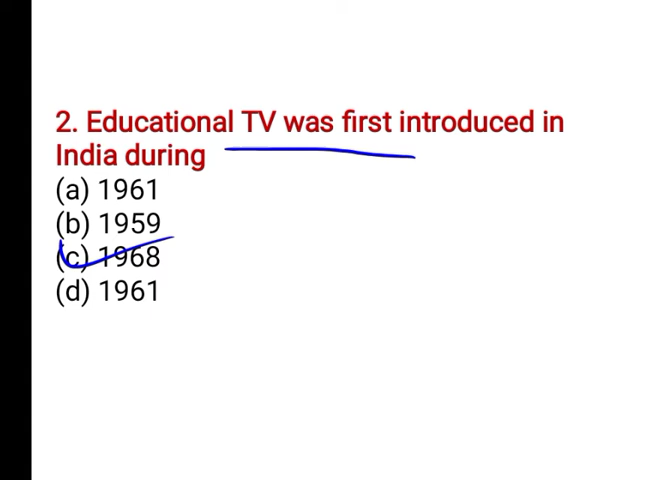 2. Educational TV was first introduced in
India during
(a) 1961
(b) 1959
(c) 1968
(d) 1961